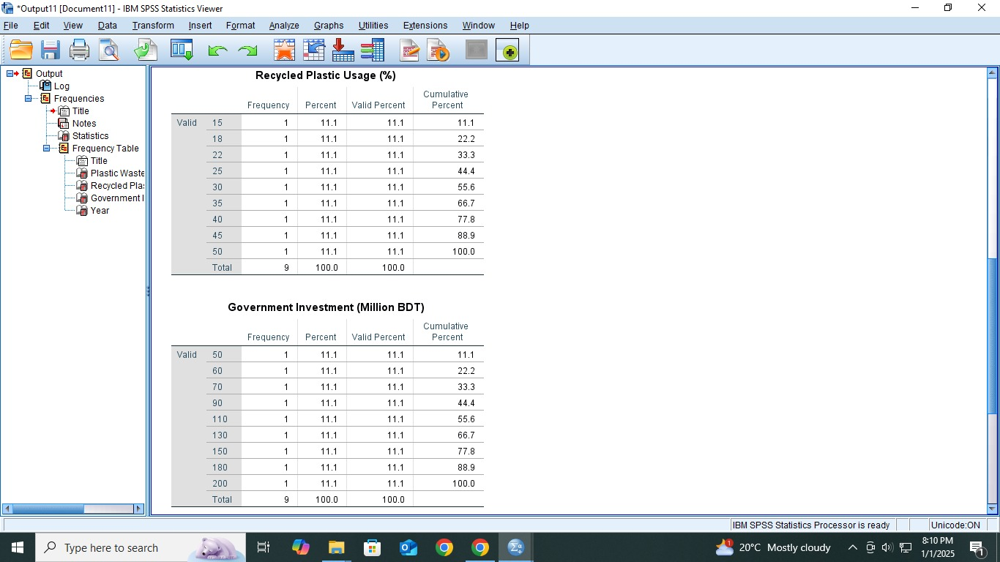 *Output11 [Document11] - IBM SPSS Statistics Viewer
File Edit View Data Transform Insert Format Analyze Graphs Utilities Extensions Window Help
Output
Log
Frequencies
Title
Notes
Statistics
Frequency Table
Title
Plastic Waste
Recycled Plas
Government I
Year
Recycled Plastic Usage (%)
Frequency Percent Valid Percent Cumulative Percent
Valid 15 1 11.1 11.1 11.1
18 1 11.1 11.1 22.2
22 1 11.1 11.1 33.3
25 1 11.1 11.1 44.4
30 1 11.1 11.1 55.6
35 1 11.1 11.1 66.7
40 1 11.1 11.1 77.8
45 1 11.1 11.1 88.9
50 1 11.1 11.1 100.0
Total 9 100.0 100.0
Government Investment (Million BDT)
Frequency Percent Valid Percent Cumulative Percent
Valid 50 1 11.1 11.1 11.1
60 1 11.1 11.1 22.2
70 1 11.1 11.1 33.3
90 1 11.1 11.1 44.4
110 1 11.1 11.1 55.6
130 1 11.1 11.1 66.7
150 1 11.1 11.1 77.8
180 1 11.1 11.1 88.9
200 1 11.1 11.1 100.0
Total 9 100.0 100.0
IBM SPSS Statistics Processor is ready Unicode:ON
Type here to search
20°C Mostly cloudy
8:10 PM
1/1/2025
1